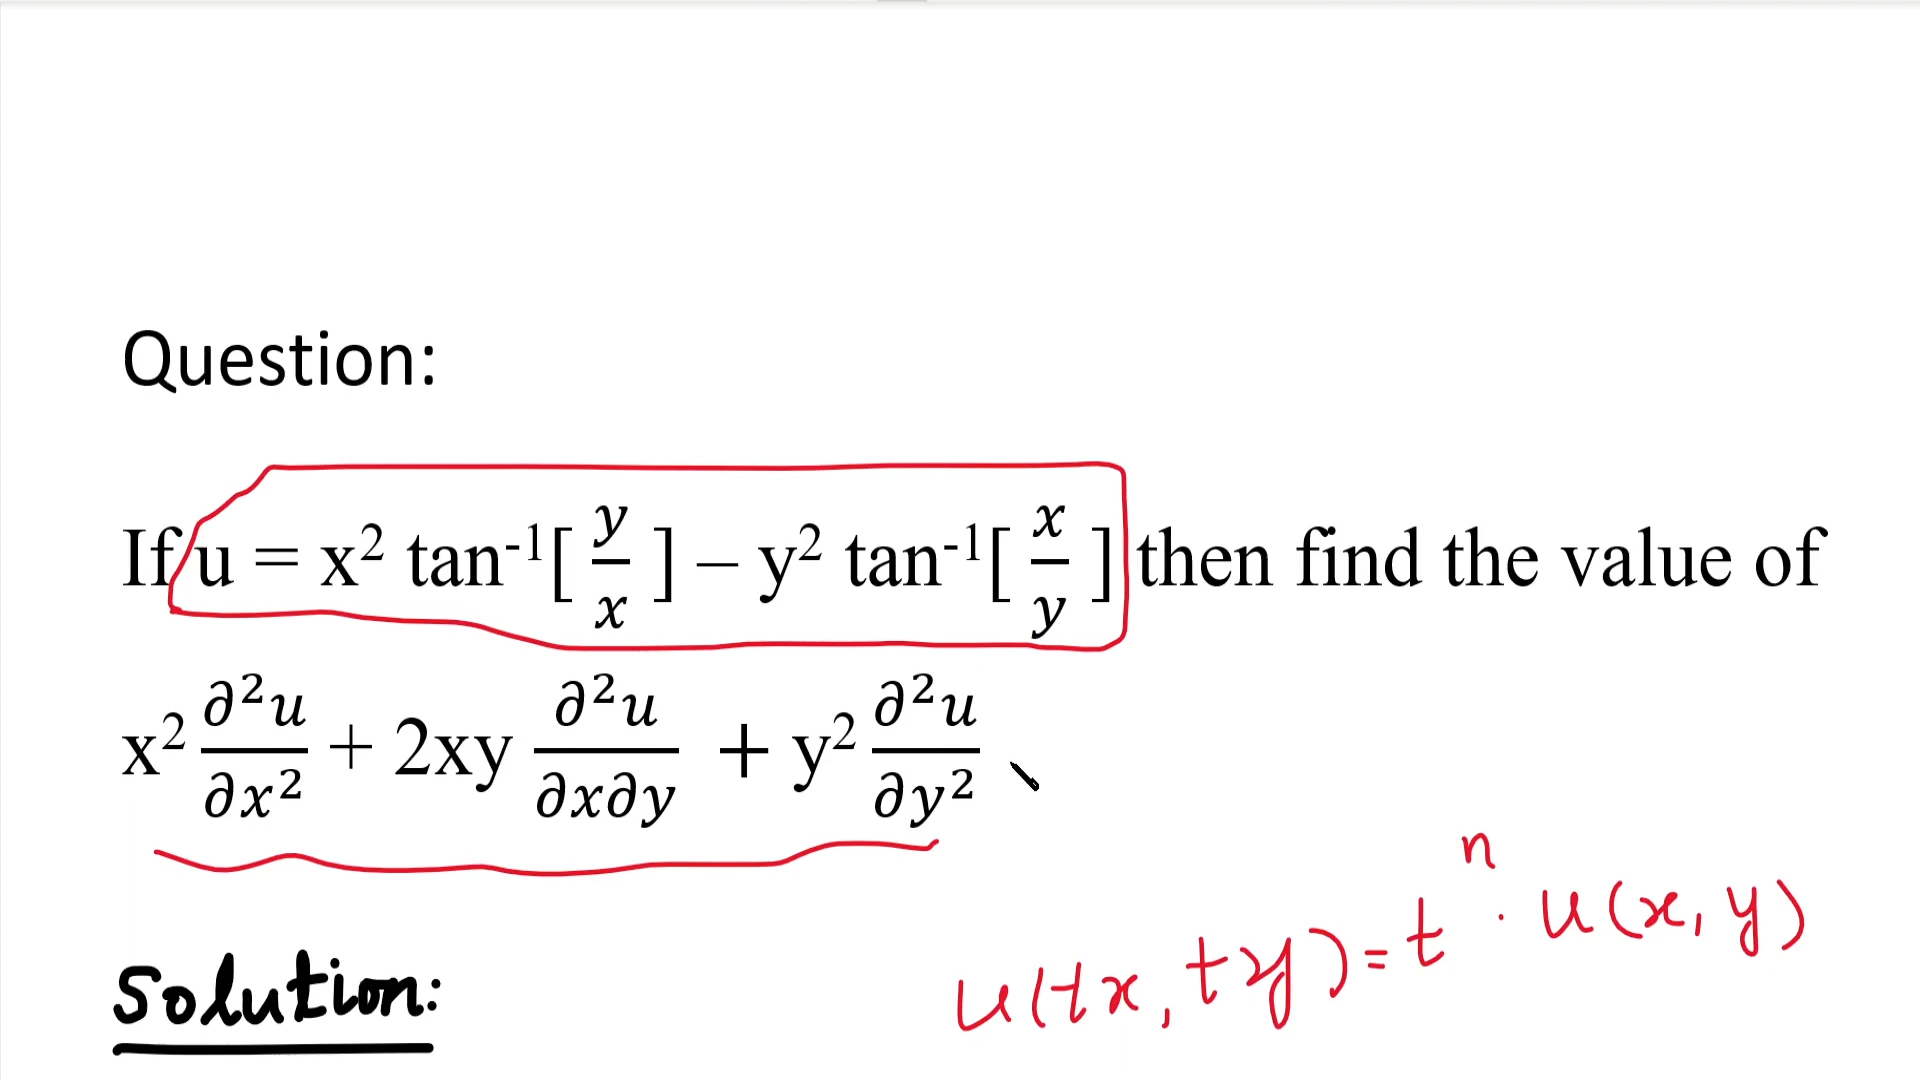 Question:
If u = x² tan⁻¹[ y/x ] – y² tan⁻¹[ x/y ] then find the value of
x² ∂²u/∂x² + 2xy ∂²u/∂x∂y + y² ∂²u/∂y²
u(tx, ty) = tⁿ · u(x, y)
Solution: